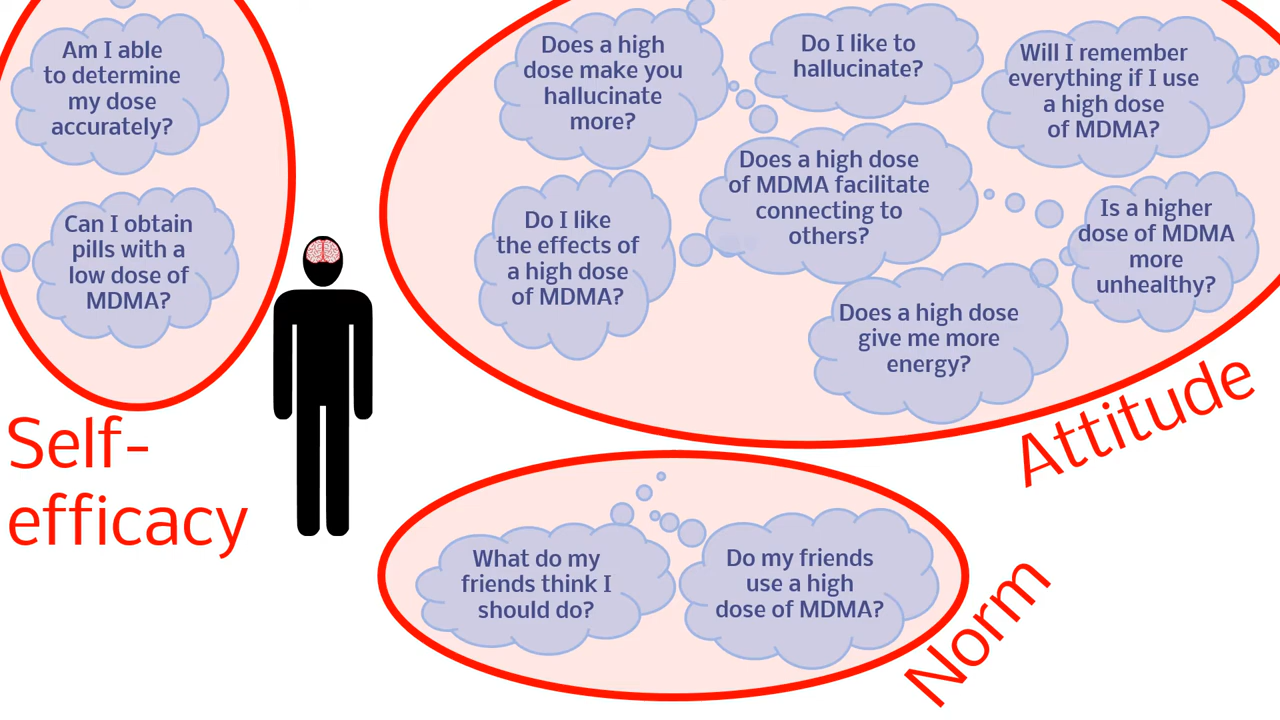 Am I able
to determine
my dose
accurately?
Can I obtain
pills with a
low dose of
MDMA?
Self-
efficacy
Does a high
dose make you
hallucinate
more?
Do I like to
hallucinate?
Will I remember
everything if I use
a high dose
of MDMA?
Does a high dose
of MDMA facilitate
connecting to
others?
Do I like
the effects of
a high dose
of MDMA?
Is a higher
dose of MDMA
more
unhealthy?
Does a high dose
give me more
energy?
Attitude
What do my
friends think I
should do?
Do my friends
use a high
dose of MDMA?
Norm